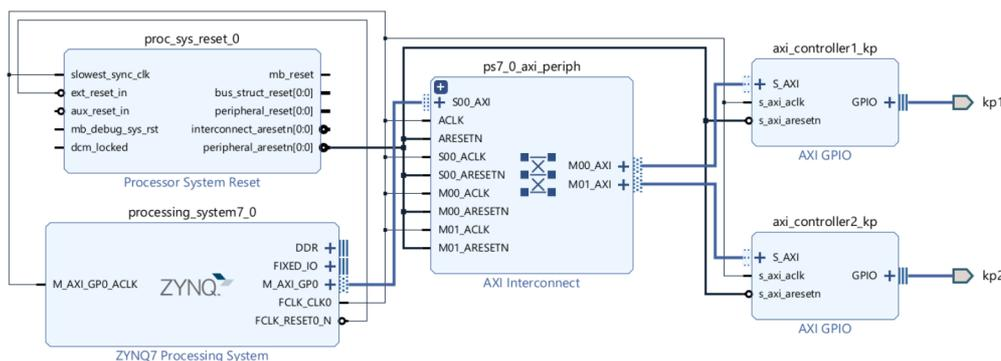 proc_sys_reset_0
slowest_sync_clk
ext_reset_in
aux_reset_in
mb_debug_sys_rst
dcm_locked
mb_reset
bus_struct_reset[0:0]
peripheral_reset[0:0]
interconnect_aresetn[0:0]
peripheral_aresetn[0:0]
Processor System Reset
processing_system7_0
M_AXI_GP0_ACLK
ZYNQ
DDR
FIXED_IO
M_AXI_GP0
FCLK_CLK0
FCLK_RESET0_N
ZYNQ7 Processing System
ps7_0_axi_periph
S00_AXI
ACLK
ARESETN
S00_ACLK
S00_ARESETN
M00_ACLK
M00_ARESETN
M01_ACLK
M01_ARESETN
M00_AXI
M01_AXI
AXI Interconnect
axi_controller1_kp
S_AXI
s_axi_aclk
s_axi_aresetn
GPIO
AXI GPIO
kp1
axi_controller2_kp
S_AXI
s_axi_aclk
s_axi_aresetn
GPIO
AXI GPIO
kp2